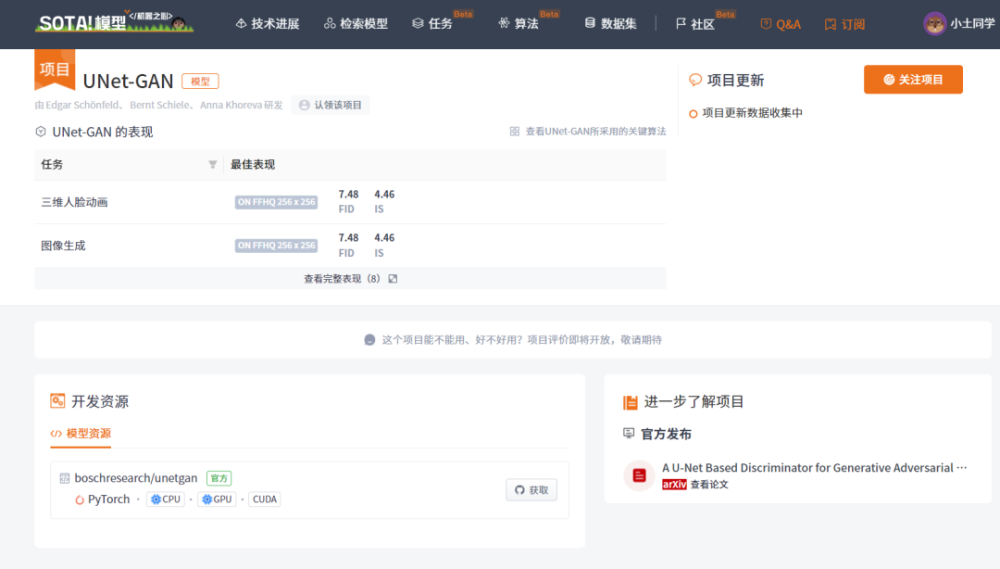 SOTA!模型 </机器之心>
技术进展 检索模型 任务 Beta 算法 Beta 数据集 社区 Beta Q&A 订阅 小土同学
项目
UNet-GAN 模型
由 Edgar Schönfeld、 Bernt Schiele、 Anna Khoreva 研发 认领该项目
UNet-GAN 的表现 查看UNet-GAN所采用的关键算法
任务 最佳表现
三维人脸动画 ON FFHQ 256 x 256 7.48 4.46
FID IS
图像生成 ON FFHQ 256 x 256 7.48 4.46
FID IS
查看完整表现（8）
项目更新 关注项目
项目更新数据收集中
这个项目能不能用、好不好用？项目评价即将开放，敬请期待
开发资源
</> 模型资源
boschresearch/unetgan 官方
PyTorch · CPU · GPU · CUDA
获取
进一步了解项目
官方发布
A U-Net Based Discriminator for Generative Adversarial ···
arXiv 查看论文